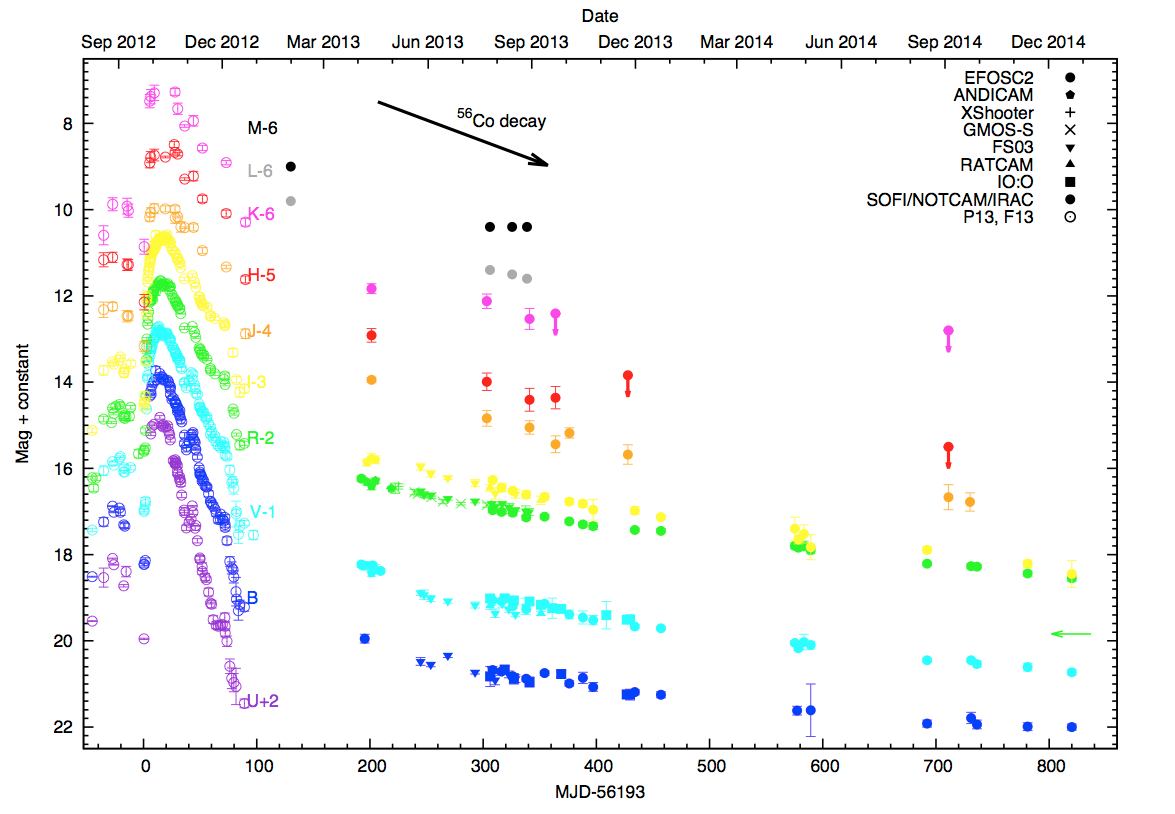 Date
Sep 2012 Dec 2012 Mar 2013 Jun 2013 Sep 2013 Dec 2013 Mar 2014 Jun 2014 Sep 2014 Dec 2014
EFOSC2
ANDICAM
XShooter
GMOS-S
FS03
RATCAM
IO:O
SOFI/NOTCAM/IRAC
P13, F13
56Co decay
M-6
L-6
K-6
H-5
J-4
I-3
R-2
V-1
B
U+2
8
10
12
14
16
18
20
22
Mag + constant
0 100 200 300 400 500 600 700 800
MJD-56193